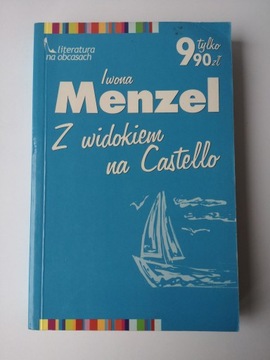 literatura
na obcasach
tylko
9 90 zł
Iwona
Menzel
Z widokiem
na Castello